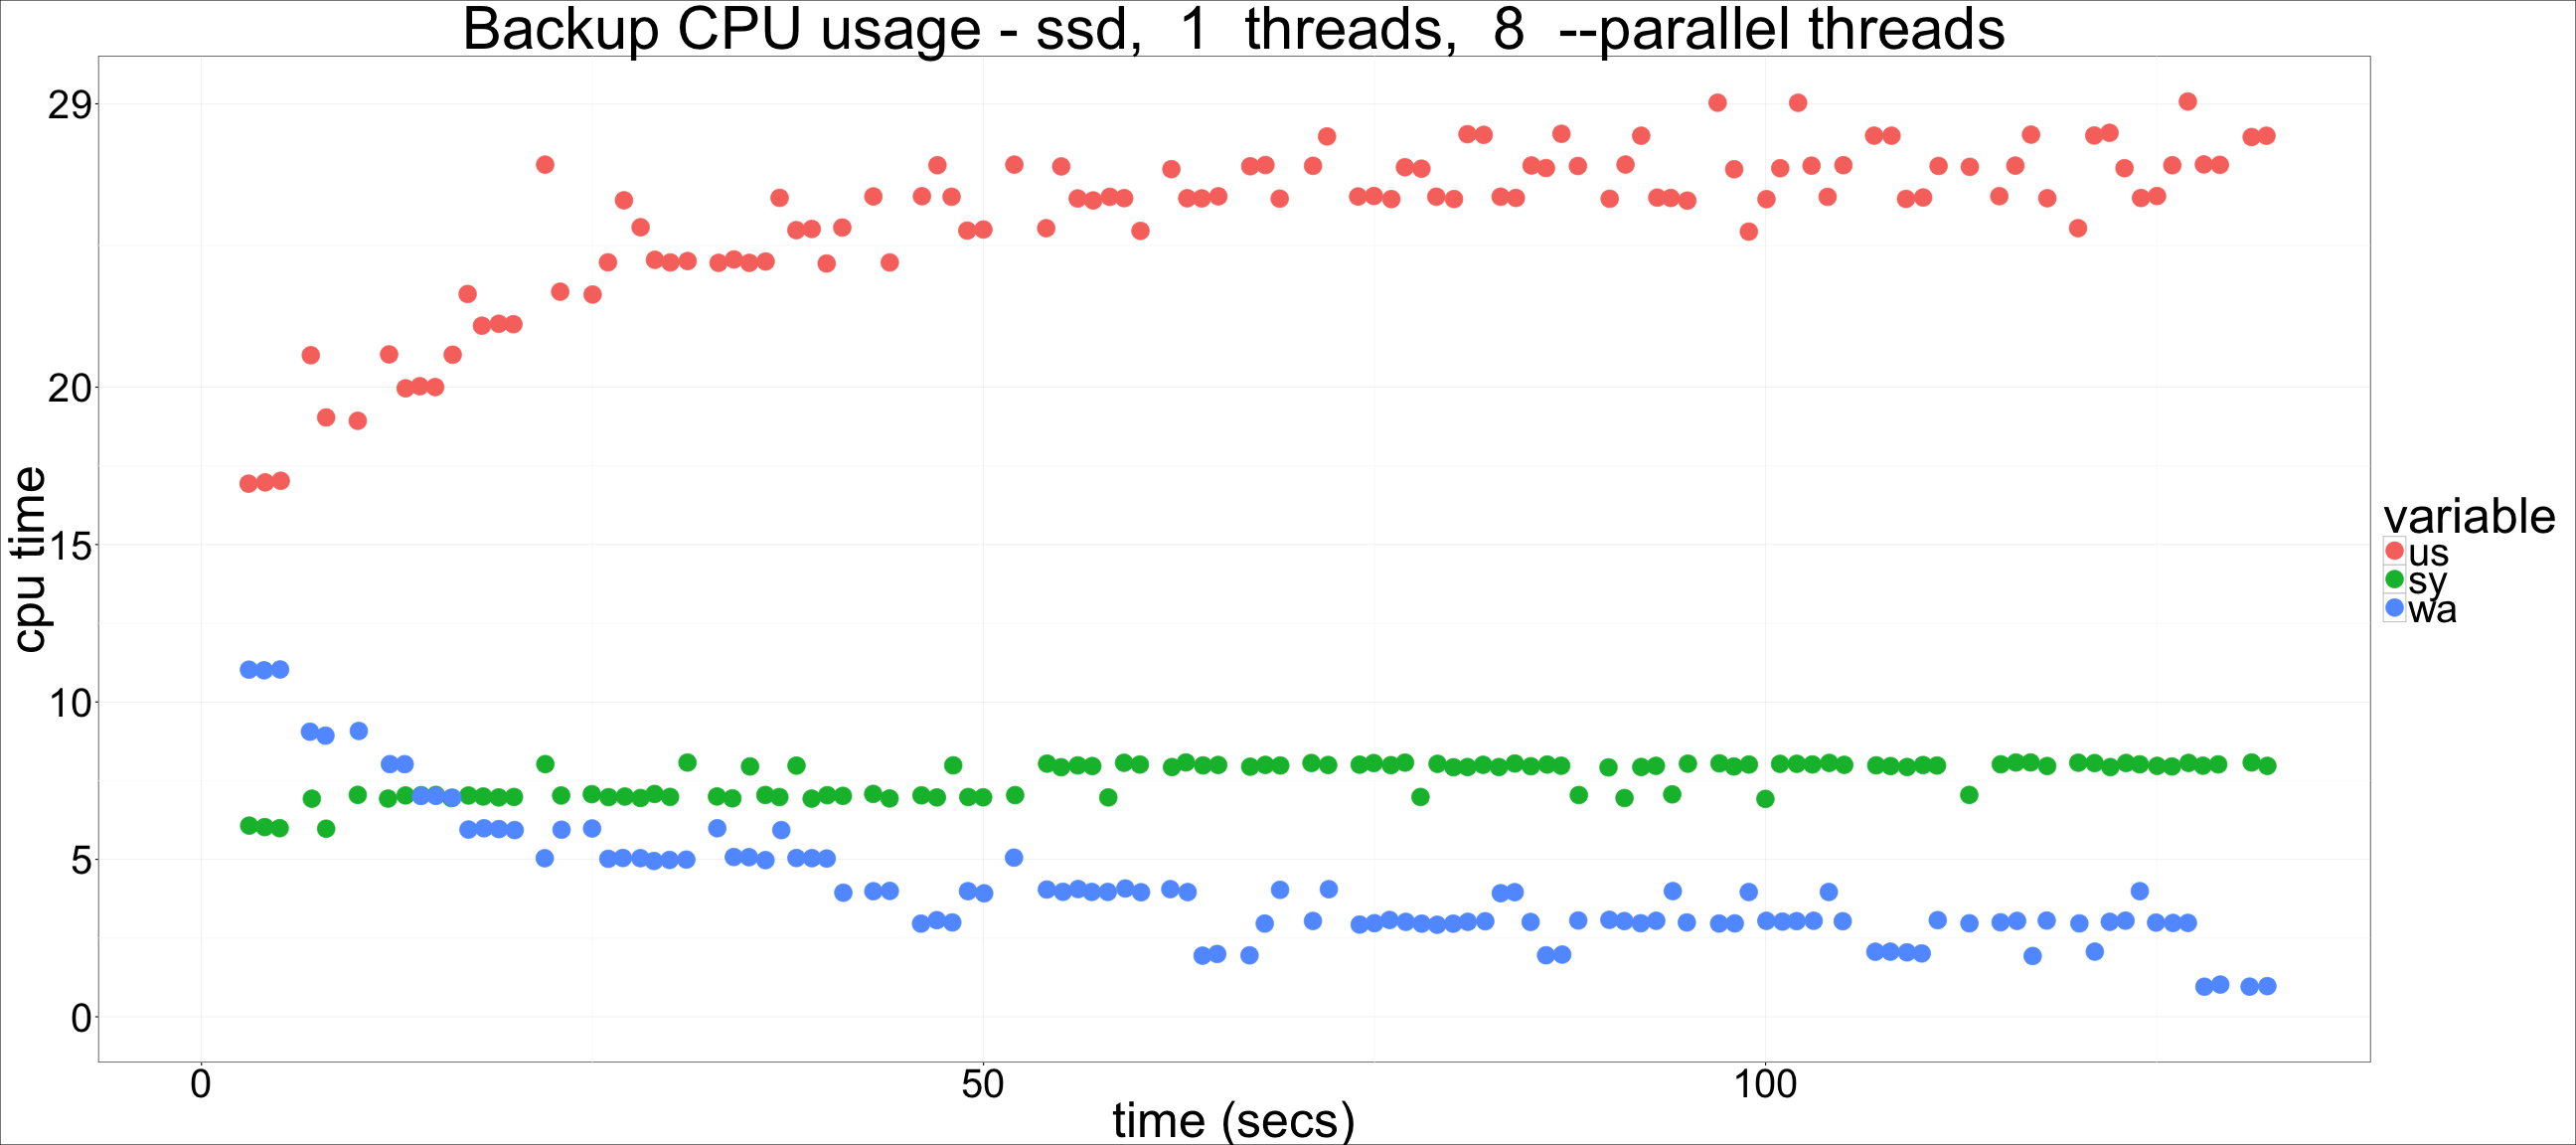 Backup CPU usage - ssd, 1 threads, 8 --parallel threads
29
20
15
10
5
0
cpu time
0 50 100
time (secs)
variable
us
sy
wa